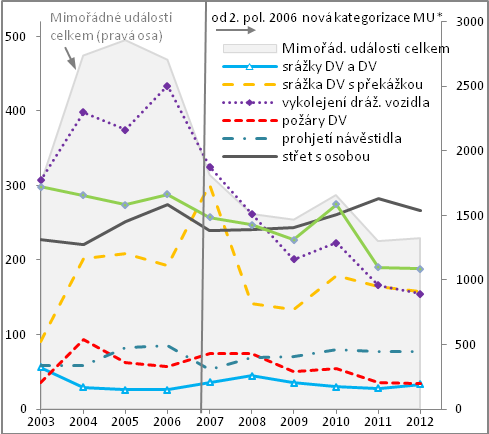 Mimořádné události
celkem (pravá osa)
od 2. pol. 2006 nová kategorizace MU*
Mimořád. události celkem
srážky DV a DV
srážka DV s překážkou
vykolejení dráž. vozidla
požáry DV
prohjetí návěstidla
střet s osobou
500
400
300
200
100
0
3000
2500
2000
1500
1000
500
0
2003 2004 2005 2006 2007 2008 2009 2010 2011 2012